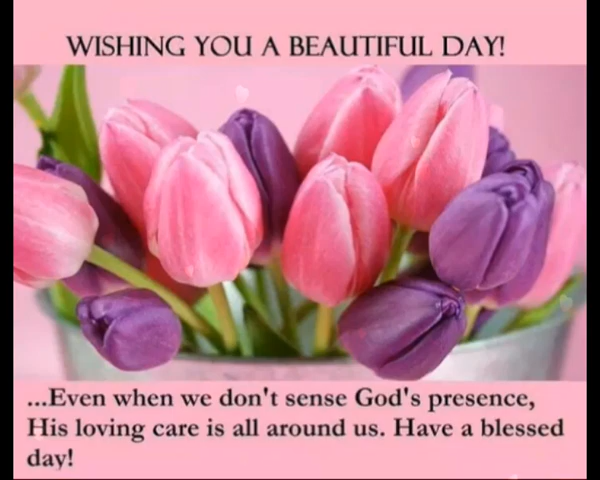 WISHING YOU A BEAUTIFUL DAY!
...Even when we don't sense God's presence,
His loving care is all around us. Have a blessed
day!